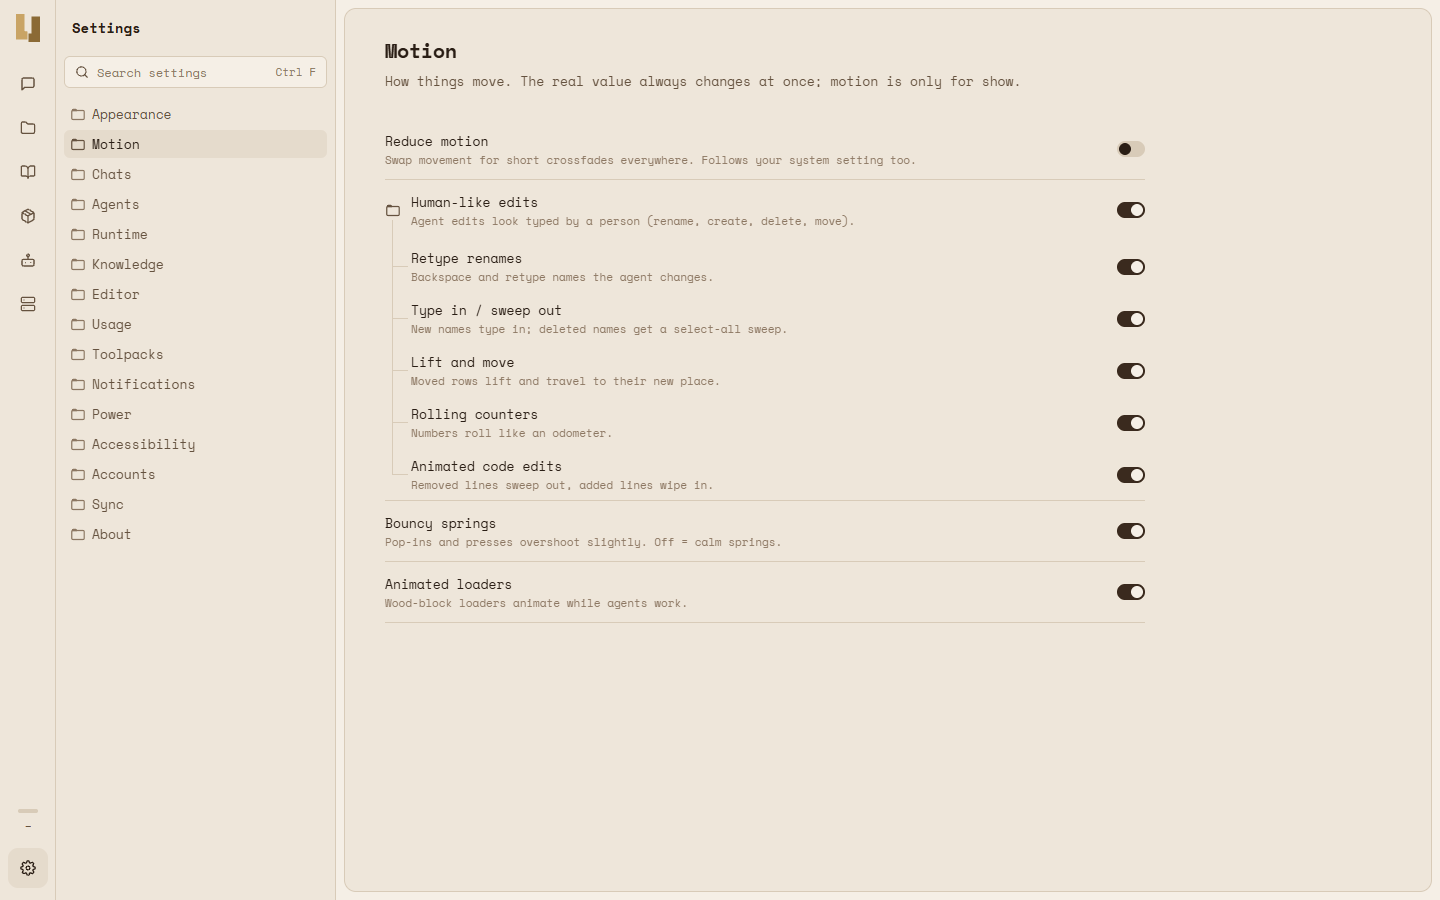 Settings
Search settings
Ctrl F
Appearance
Motion
Chats
Agents
Runtime
Knowledge
Editor
Usage
Toolpacks
Notifications
Power
Accessibility
Accounts
Sync
About
–
Motion
How things move. The real value always changes at once; motion is only for show.
Reduce motion
Swap movement for short crossfades everywhere. Follows your system setting too.
Human-like edits
Agent edits look typed by a person (rename, create, delete, move).
Retype renames
Backspace and retype names the agent changes.
Type in / sweep out
New names type in; deleted names get a select-all sweep.
Lift and move
Moved rows lift and travel to their new place.
Rolling counters
Numbers roll like an odometer.
Animated code edits
Removed lines sweep out, added lines wipe in.
Bouncy springs
Pop-ins and presses overshoot slightly. Off = calm springs.
Animated loaders
Wood-block loaders animate while agents work.